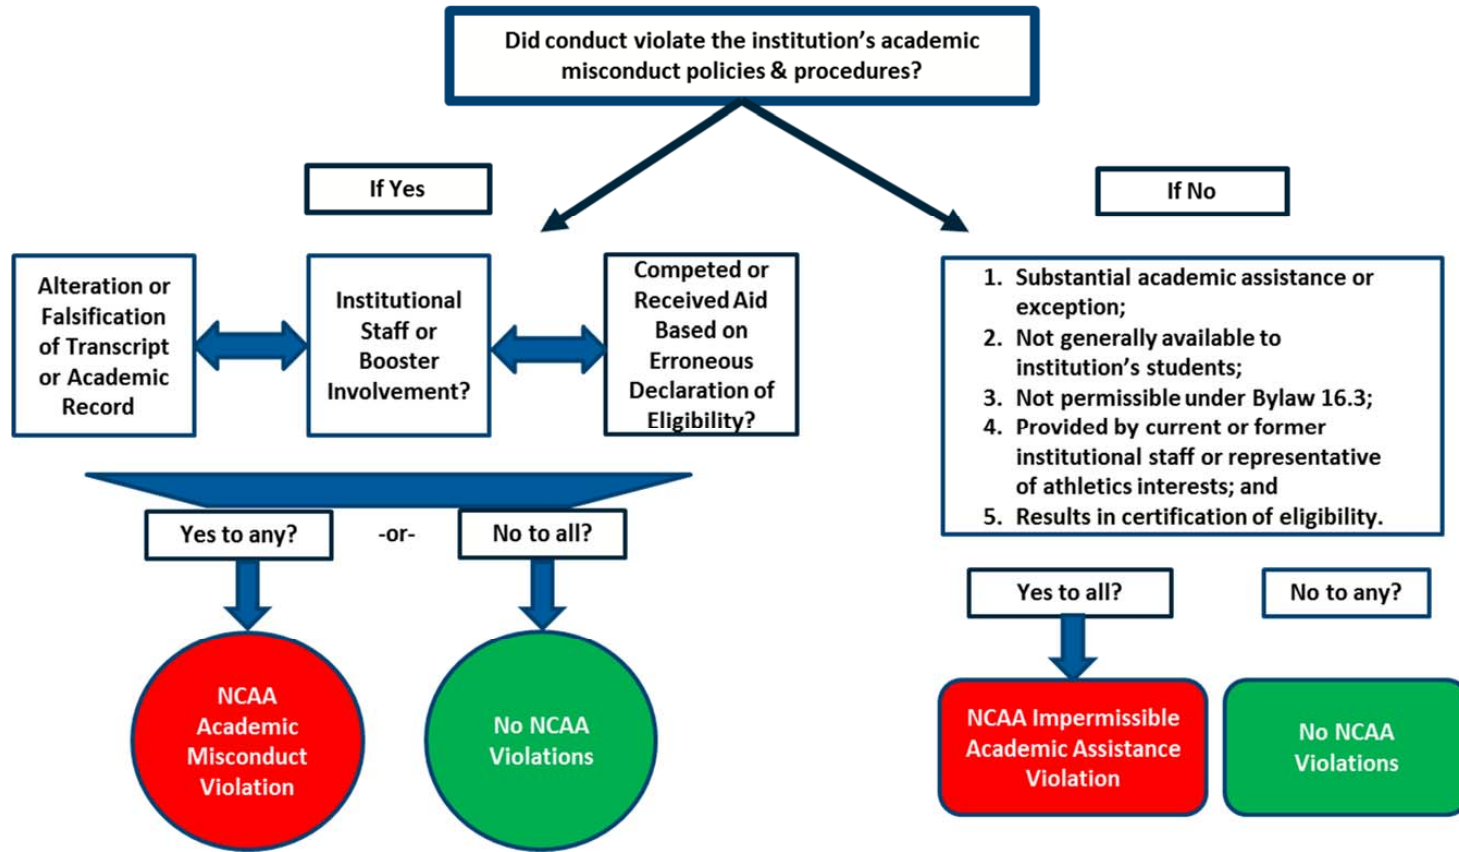 Did conduct violate the institution’s academic
misconduct policies & procedures?
If Yes
If No
Alteration or
Falsification
of Transcript
or Academic
Record
Institutional
Staff or
Booster
Involvement?
Competed or
Received Aid
Based on
Erroneous
Declaration of
Eligibility?
1. Substantial academic assistance or
exception;
2. Not generally available to
institution’s students;
3. Not permissible under Bylaw 16.3;
4. Provided by current or former
institutional staff or representative
of athletics interests; and
5. Results in certification of eligibility.
Yes to any?
-or-
No to all?
Yes to all?
No to any?
NCAA
Academic
Misconduct
Violation
No NCAA
Violations
NCAA Impermissible
Academic Assistance
Violation
No NCAA
Violations